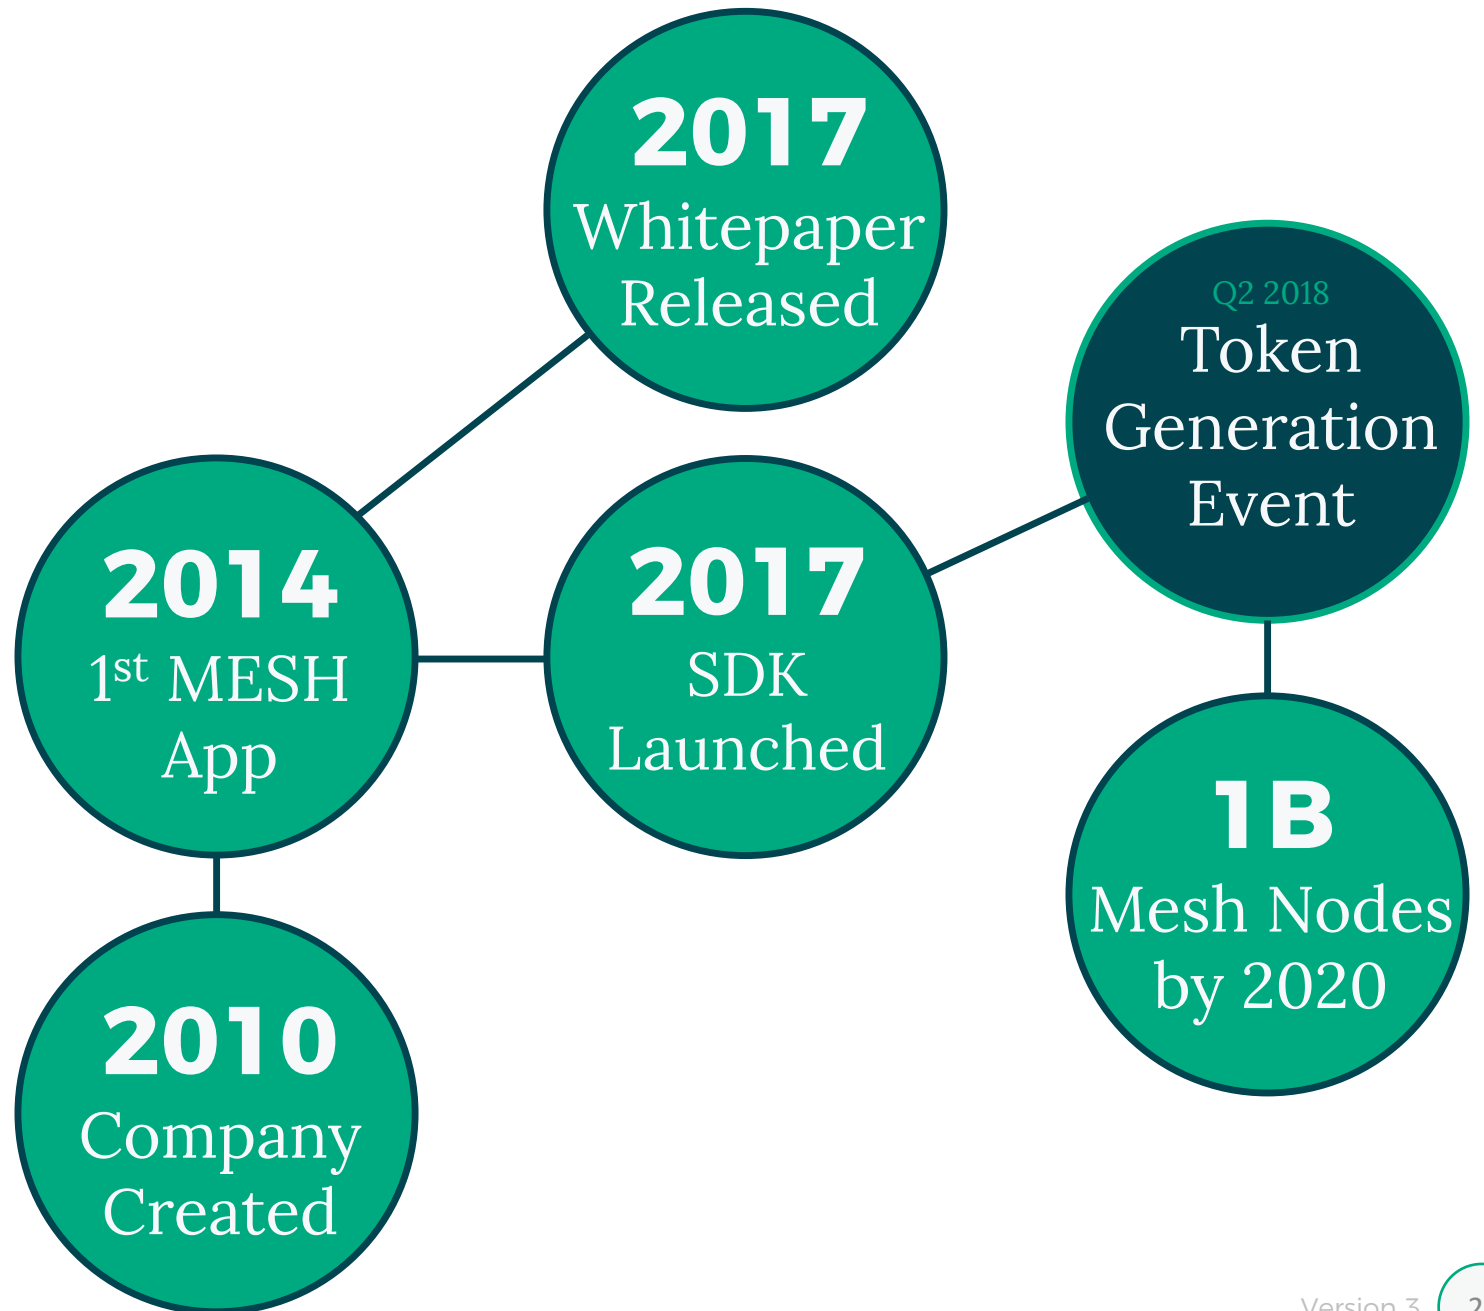 2017
Whitepaper
Released
Q2 2018
Token
Generation
Event
2014
1st MESH
App
2017
SDK
Launched
1B
Mesh Nodes
by 2020
2010
Company
Created
Version 3